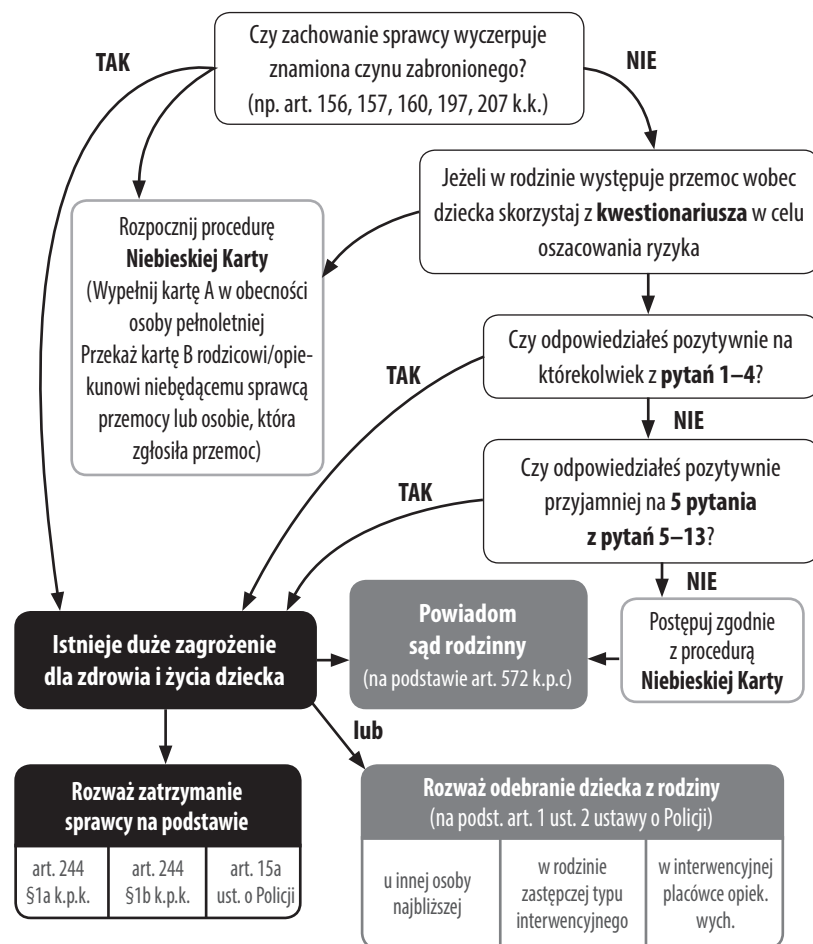 Czy zachowanie sprawcy wyczerpuje
znamiona czynu zabronionego?
(np. art. 156, 157, 160, 197, 207 k.k.)
TAK
NIE
Jeżeli w rodzinie występuje przemoc wobec
dziecka skorzystaj z kwestionariusza w celu
oszacowania ryzyka
Rozpocznij procedurę
Niebieskiej Karty
(Wypełnij kartę A w obecności
osoby pełnoletniej
Przekaż kartę B rodzicowi/opie-
kunowi niebędącemu sprawcą
przemocy lub osobie, która
zgłosiła przemoc)
Czy odpowiedziałeś pozytywnie na
którekolwiek z pytań 1–4?
TAK
NIE
Czy odpowiedziałeś pozytywnie
przyjamniej na 5 pytania
z pytań 5–13?
TAK
NIE
Istnieje duże zagrożenie
dla zdrowia i życia dziecka
Powiadom
sąd rodzinny
(na podstawie art. 572 k.p.c)
Postępuj zgodnie
z procedurą
Niebieskiej Karty
lub
Rozważ zatrzymanie
sprawcy na podstawie
art. 244
§1a k.p.k.
art. 244
§1b k.p.k.
art. 15a
ust. o Policji
Rozważ odebranie dziecka z rodziny
(na podst. art. 1 ust. 2 ustawy o Policji)
u innej osoby
najbliższej
w rodzinie
zastępczej typu
interwencyjnego
w interwencyjnej
placówce opiek.
wych.